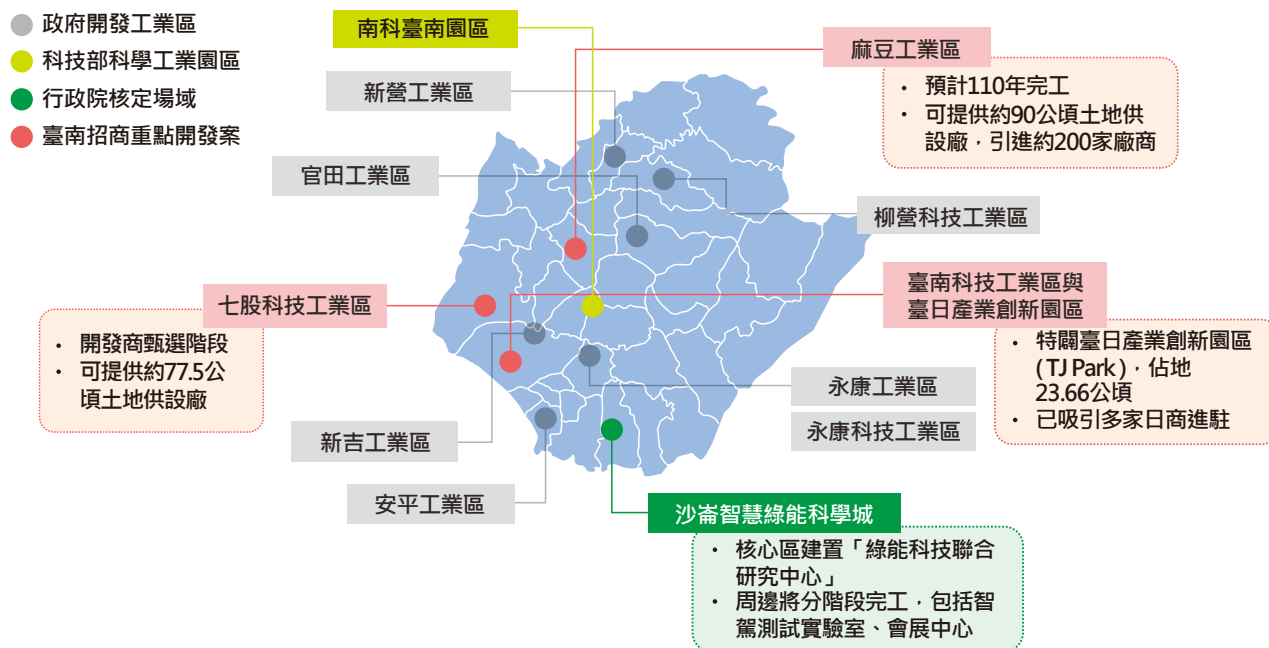 政府開發工業區
科技部科學工業園區
行政院核定場域
臺南招商重點開發案
南科臺南園區
新營工業區
官田工業區
麻豆工業區
• 預計110年完工
• 可提供約90公頃土地供
設廠，引進約200家廠商
柳營科技工業區
七股科技工業區
• 開發商甄選階段
• 可提供約77.5公
頃土地供設廠
臺南科技工業區與
臺日產業創新園區
• 特闢臺日產業創新園區
( TJ Park )，佔地
23.66公頃
• 已吸引多家日商進駐
永康工業區
永康科技工業區
新吉工業區
安平工業區
沙崙智慧綠能科學城
• 核心區建置「綠能科技聯合
研究中心」
• 周邊將分階段完工，包括智
駕測試實驗室、會展中心